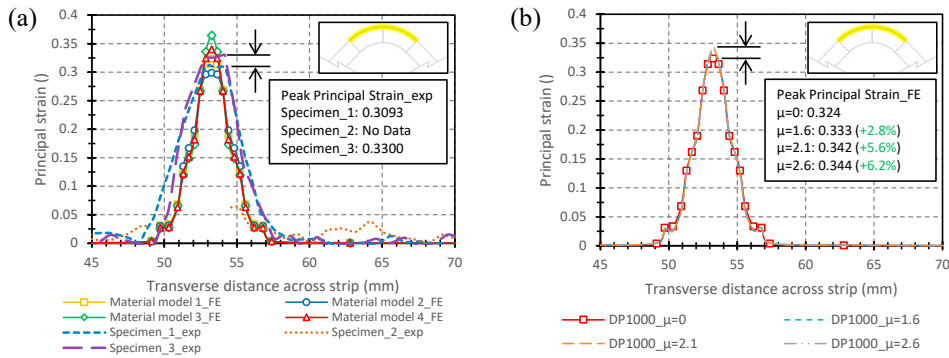 (a)
Principal strain ()
0.4
0.35
0.3
0.25
0.2
0.15
0.1
0.05
0
45
50
55
60
65
70
Peak Principal Strain_exp
Specimen_1: 0.3093
Specimen_2: No Data
Specimen_3: 0.3300
Transverse distance across strip (mm)
Material model 1_FE
Material model 2_FE
Material model 3_FE
Material model 4_FE
Specimen_1_exp
Specimen_2_exp
Specimen_3_exp
(b)
Principal strain ()
0.4
0.35
0.3
0.25
0.2
0.15
0.1
0.05
0
45
50
55
60
65
70
Peak Principal Strain_FE
μ=0: 0.324
μ=1.6: 0.333 (+2.8%)
μ=2.1: 0.342 (+5.6%)
μ=2.6: 0.344 (+6.2%)
Transverse distance across strip (mm)
DP1000_μ=0
DP1000_μ=1.6
DP1000_μ=2.1
DP1000_μ=2.6